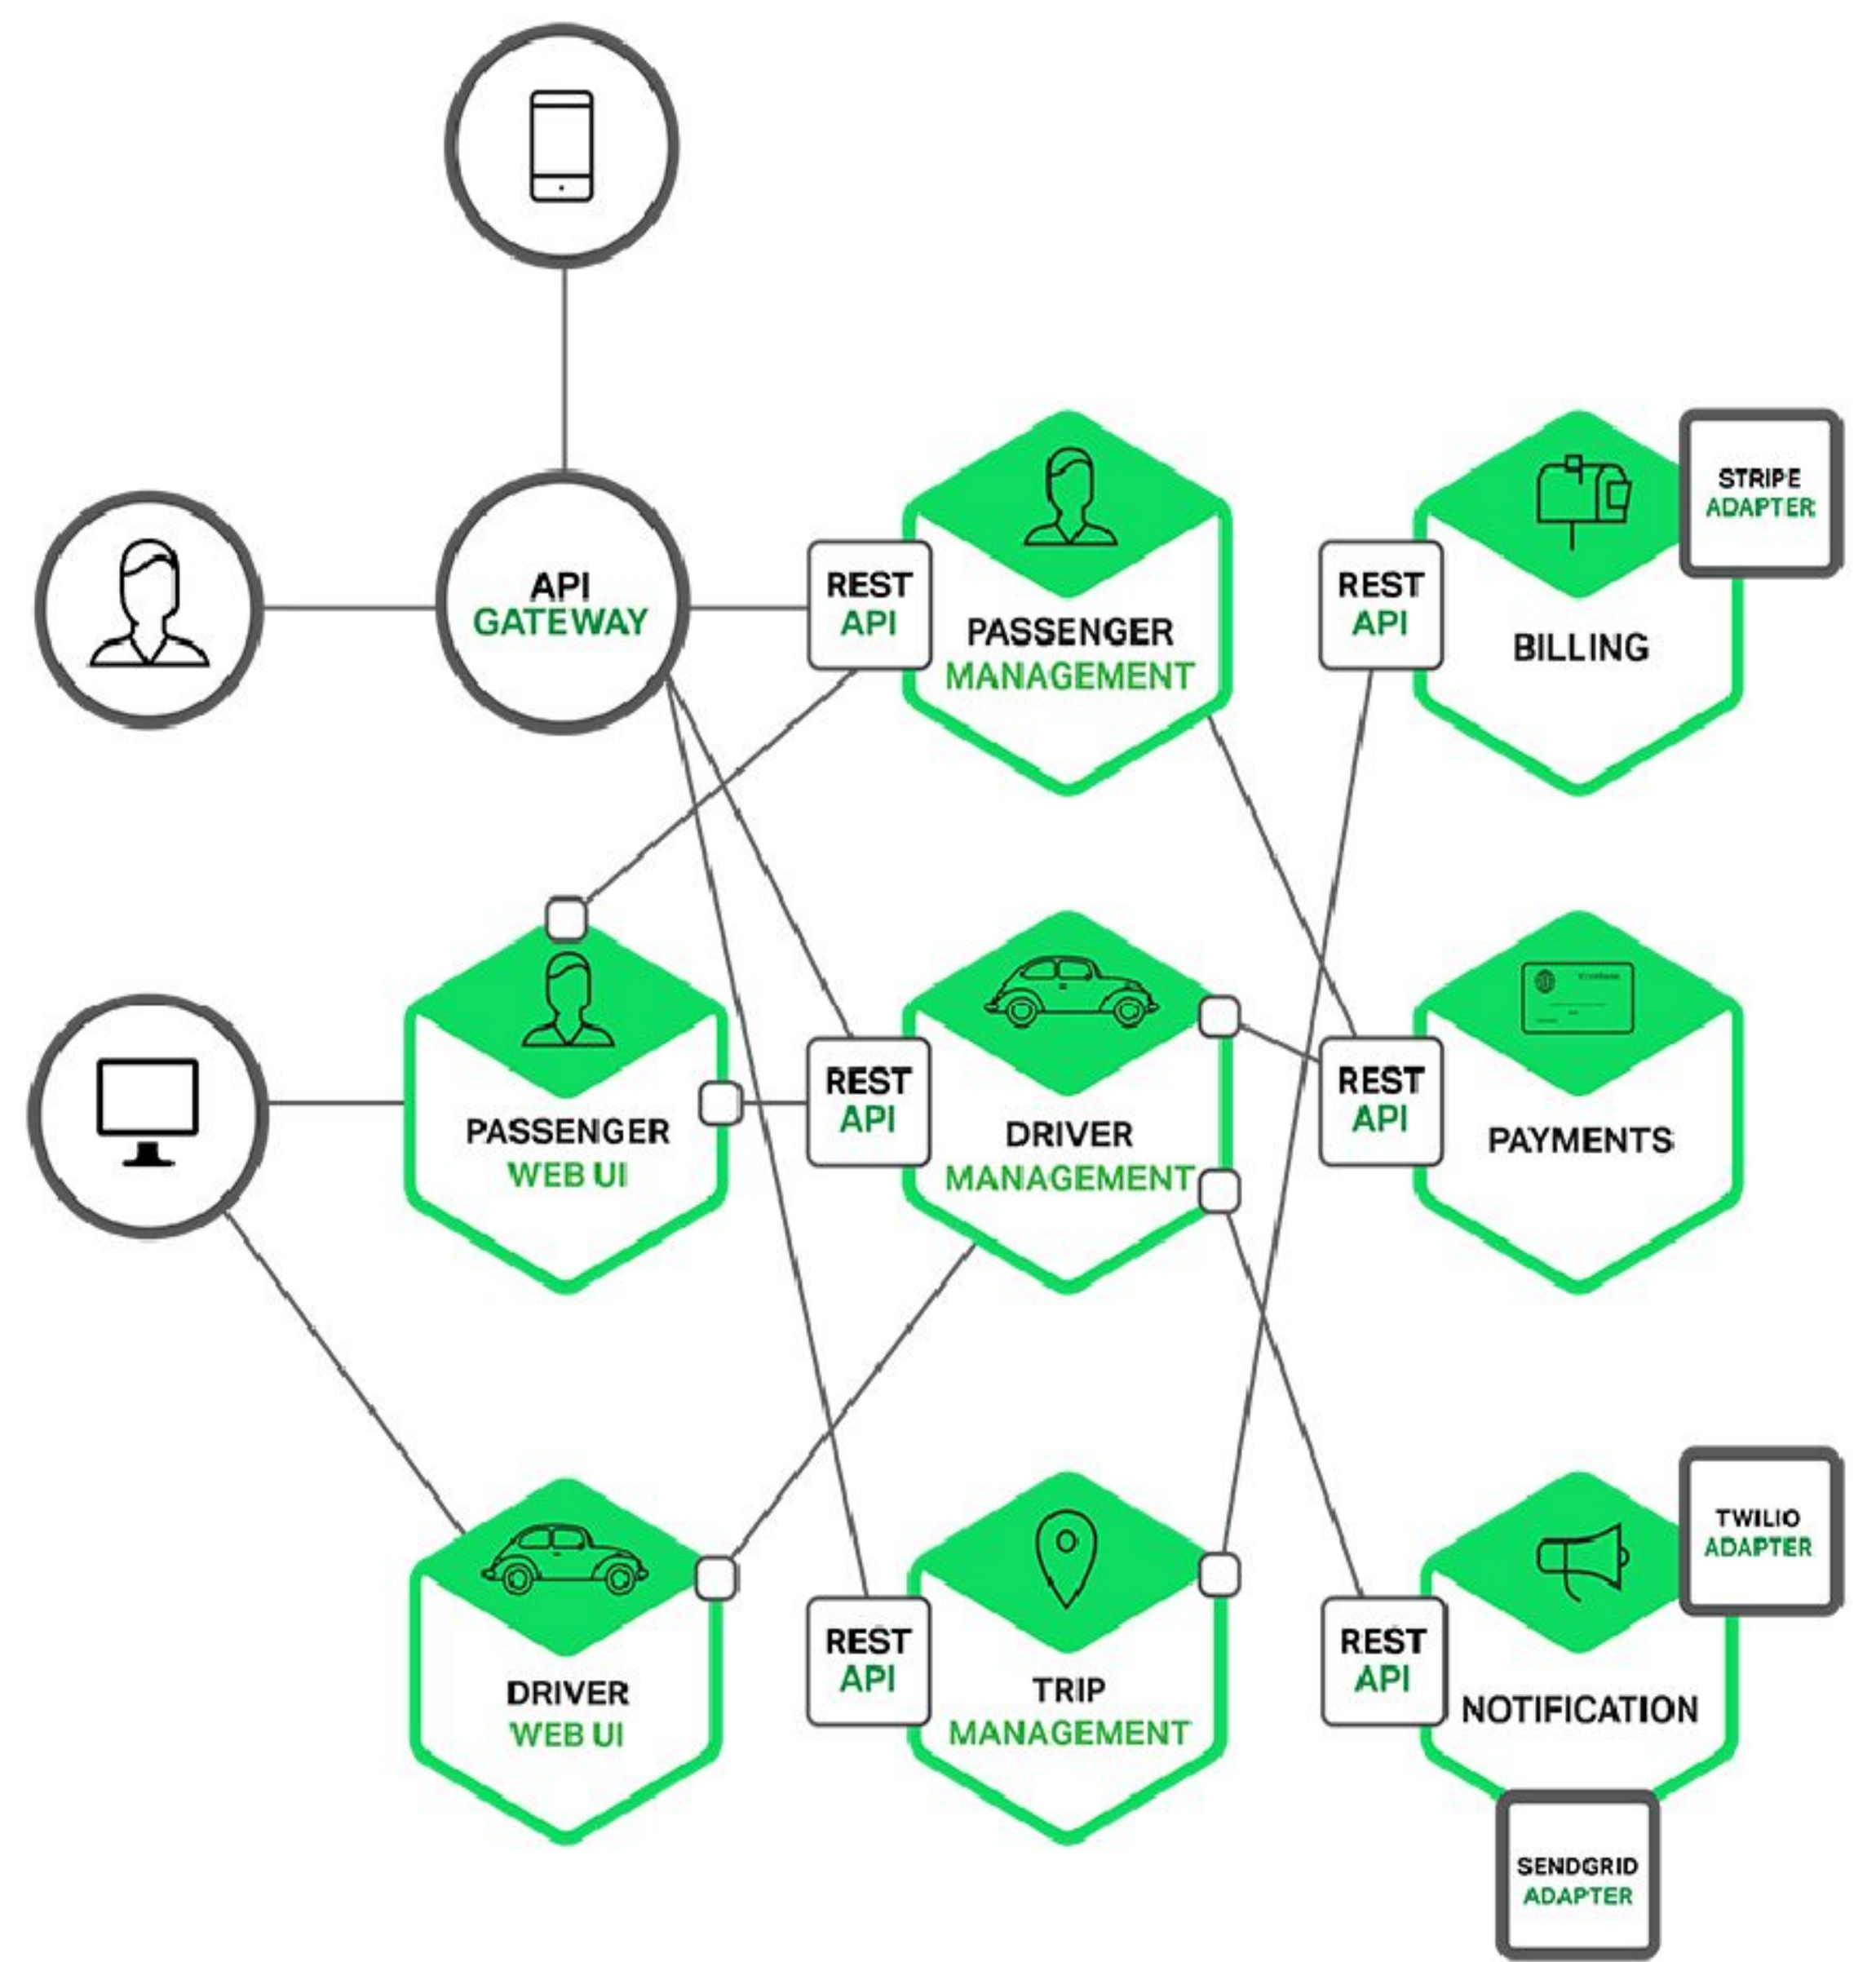 API
GATEWAY
REST
API
PASSENGER
MANAGEMENT
REST
API
BILLING
STRIPE
ADAPTER
PASSENGER
WEB UI
REST
API
DRIVER
MANAGEMENT
REST
API
PAYMENTS
DRIVER
WEB UI
REST
API
TRIP
MANAGEMENT
REST
API
NOTIFICATION
TWILIO
ADAPTER
SENDGRID
ADAPTER